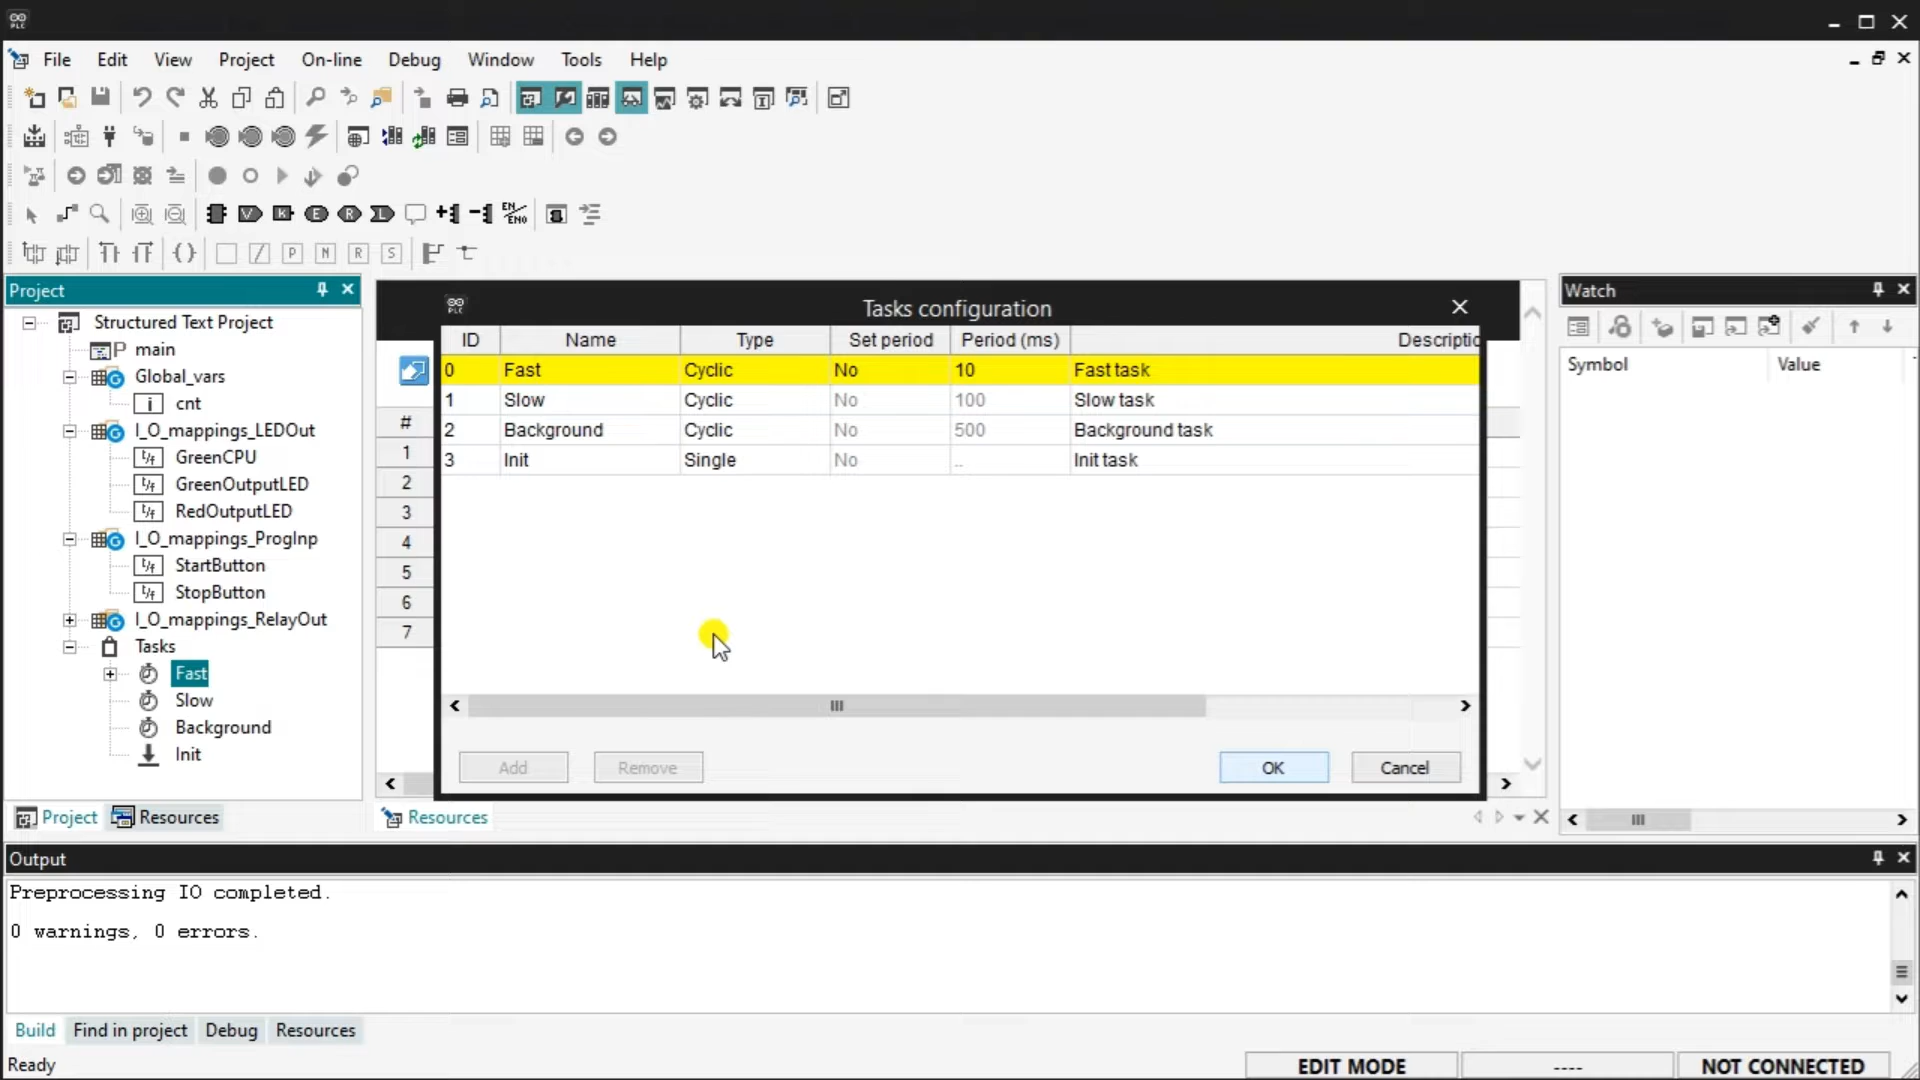 File Edit View Project On-line Debug Window Tools Help
Project
Structured Text Project
main
Global_vars
cnt
I_O_mappings_LEDOut
GreenCPU
GreenOutputLED
RedOutputLED
I_O_mappings_ProgInp
StartButton
StopButton
I_O_mappings_RelayOut
Tasks
Fast
Slow
Background
Init
Project Resources
#
1
2
3
4
5
6
7
Tasks configuration
ID Name Type Set period Period (ms) Descriptio
0 Fast Cyclic No 10 Fast task
1 Slow Cyclic No 100 Slow task
2 Background Cyclic No 500 Background task
3 Init Single No .. Init task
Add Remove OK Cancel
Resources
Watch
Symbol Value
Output
Preprocessing IO completed.
0 warnings, 0 errors.
Build Find in project Debug Resources
Ready EDIT MODE ---- NOT CONNECTED